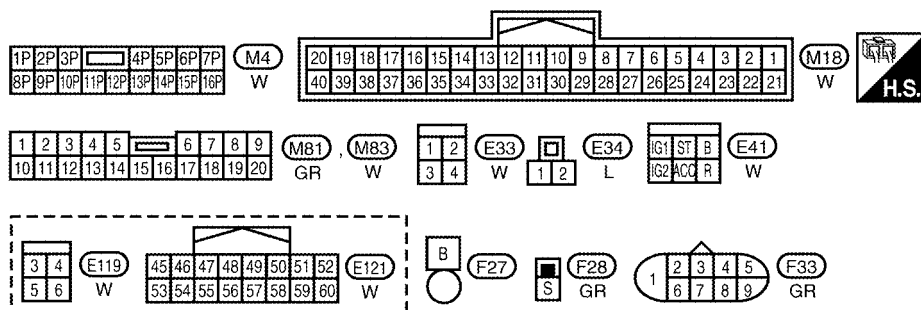 1P 2P 3P 4P 5P 6P 7P
8P 9P 10P 11P 12P 13P 14P 15P 16P
M4
W
20 19 18 17 16 15 14 13 12 11 10 9 8 7 6 5 4 3 2 1
40 39 38 37 36 35 34 33 32 31 30 29 28 27 26 25 24 23 22 21
M18
W
H.S.
1 2 3 4 5 6 7 8 9
10 11 12 13 14 15 16 17 18 19 20
M81 , M83
GR W
1 2
3 4
E33
W
1 2
E34
L
IG1 ST B
IG2 ACC R
E41
W
3 4
5 6
E119
W
45 46 47 48 49 50 51 52
53 54 55 56 57 58 59 60
E121
W
B
F27
S
F28
GR
1 2 3 4 5
6 7 8 9
F33
GR